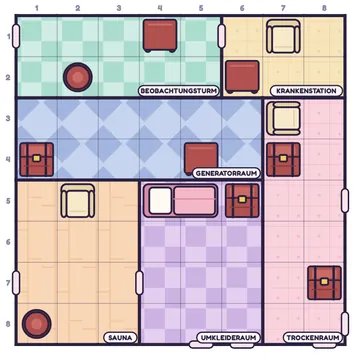 1 2 3 4 5 6 7 8
1
2
BEOBACHTUNGSTURM
KRANKENSTATION
3
4
GENERATORRAUM
5
6
7
8
SAUNA
UMKLEIDERAUM
TROCKENRAUM